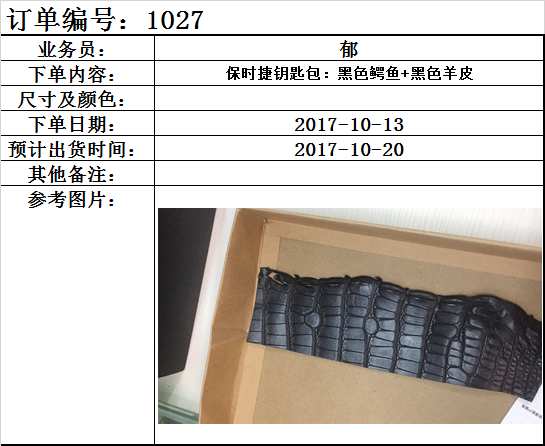 订单编号：1027
业务员： 郁
下单内容： 保时捷钥匙包：黑色鳄鱼+黑色羊皮
尺寸及颜色：
下单日期： 2017-10-13
预计出货时间： 2017-10-20
其他备注：
参考图片：